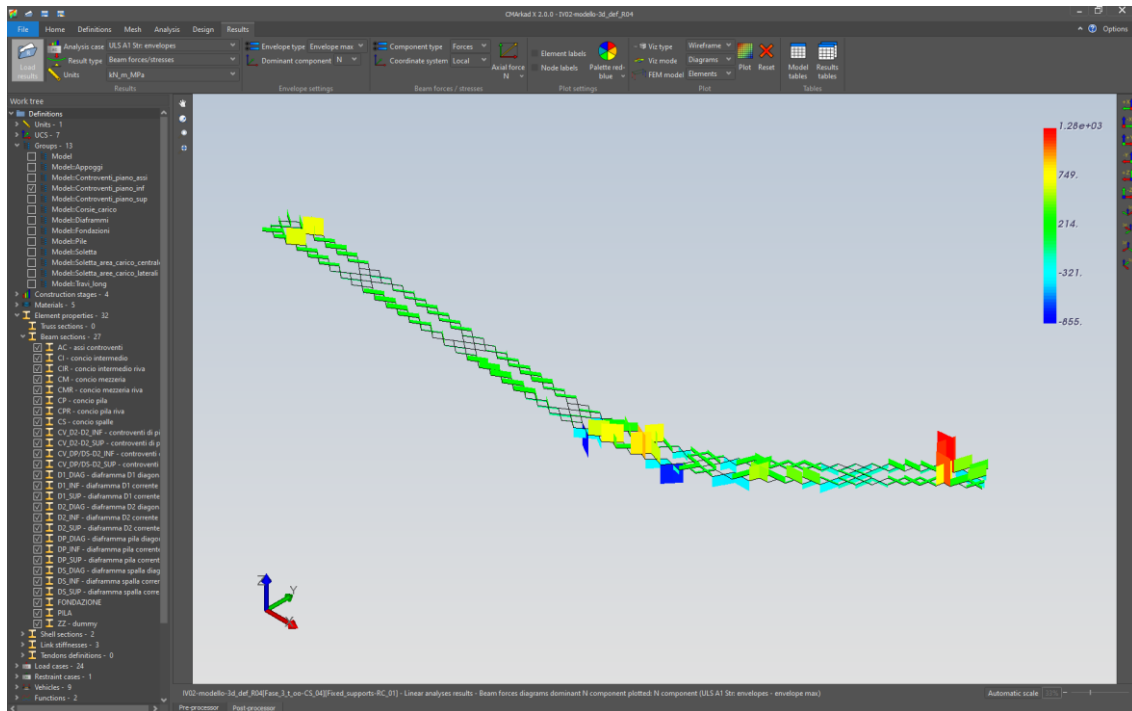 CMArkad X 2.0.0 - IV02-modello-3d_def_R04
File Home Definitions Mesh Analysis Design Results Options
Load results
Analysis case ULS A1 Str: envelopes
Result type Beam forces/stresses
Units kN_m_MPa
Results
Envelope type Envelope max
Dominant component N
Envelope settings
Component type Forces
Coordinate system Local
Axial force N
Beam forces / stresses
Element labels
Node labels
Palette red-blue
Plot settings
Viz type Wireframe
Viz mode Diagrams
FEM model Elements
Plot Reset
Plot
Model tables
Results tables
Tables
Work tree
Definitions
Units - 1
UCS - 7
Groups - 13
Model
Model::Appoggi
Model::Controventi_piano_assi
Model::Controventi_piano_inf
Model::Controventi_piano_sup
Model::Corsie_carico
Model::Diaframmi
Model::Fondazioni
Model::Pile
Model::Soletta
Model::Soletta_area_carico_centrale
Model::Soletta_aree_carico_laterali
Model::Travi_long
Construction stages - 4
Materials - 5
Element properties - 32
Truss sections - 0
Beam sections - 27
AC - assi controventi
CI - concio intermedio
CIR - concio intermedio riva
CM - concio mezzeria
CMR - concio mezzeria riva
CP - concio pila
CPR - concio pila riva
CS - concio spalle
CV_D2-D2_INF - controventi di p
CV_D2-D2_SUP - controventi di p
CV_DP/DS-D2_INF - controventi
CV_DP/DS-D2_SUP - controventi
D1_DIAG - diaframma D1 diagon
D1_INF - diaframma D1 corrente
D1_SUP - diaframma D1 corrente
D2_DIAG - diaframma D2 diagon
D2_INF - diaframma D2 corrente
D2_SUP - diaframma D2 corrente
DP_DIAG - diaframma pila diagon
DP_INF - diaframma pila corrente
DP_SUP - diaframma pila corrent
DS_DIAG - diaframma spalla diag
DS_INF - diaframma spalla correr
DS_SUP - diaframma spalla corre
FONDAZIONE
PILA
ZZ - dummy
Shell sections - 2
Link stiffnesses - 3
Tendons definitions - 0
Load cases - 24
Restraint cases - 1
Vehicles - 9
Functions - 2
1.28e+03
749.
214.
-321.
-855.
Z
Y
IV02-modello-3d_def_R04[Fase_3_t_oo-CS_04][Fixed_supports-RC_01] - Linear analyses results - Beam forces diagrams dominant N component plotted: N component (ULS A1 Str: envelopes - envelope max)
Automatic scale
Pre-processor Post-processor